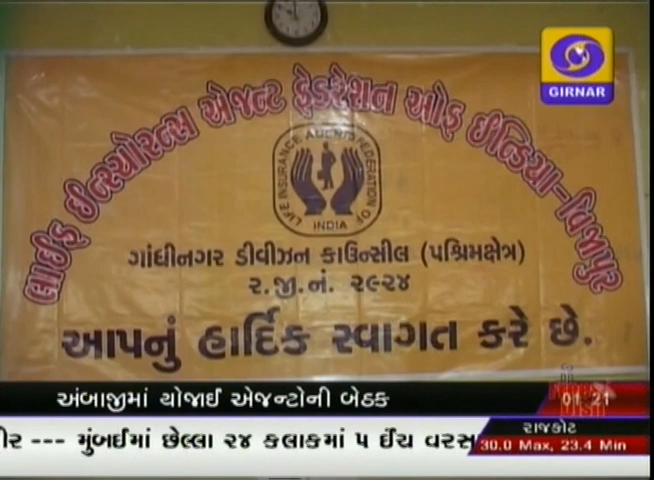 લાઈફ ઈન્સ્યોરન્સ એજન્ટ ફેડરેશન ઓફ ઈન્ડિયા-વિજાપુર
GIRNAR
LIFE INSURANCE AGENTS FEDERATION OF INDIA
ગાંધીનગર ડીવીઝન કાઉન્સીલ (પશ્રિમક્ષેત્ર)
ર.જી.નં. ૨૯૨૪
આપનું હાર્દિક સ્વાગત કરે છે.
અંબાજીમાં યોજાઈ એજન્ટોની બેઠક
01 21
રાજકોટ
30.0 Max, 23.4 Min
--- મુંબઈમાં છેલ્લા ૨૪ કલાકમાં ૫ ઈંચ વરસ